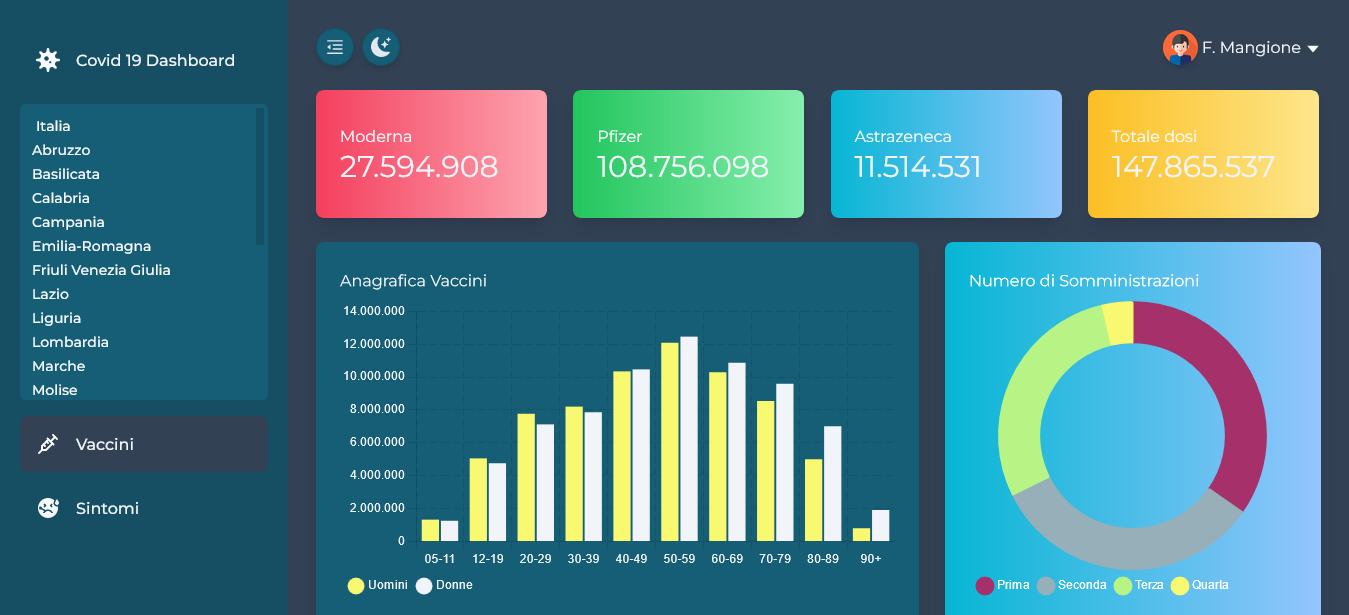 Covid 19 Dashboard
Italia
Abruzzo
Basilicata
Calabria
Campania
Emilia-Romagna
Friuli Venezia Giulia
Lazio
Liguria
Lombardia
Marche
Molise
Vaccini
Sintomi
F. Mangione
Moderna
27.594.908
Pfizer
108.756.098
Astrazeneca
11.514.531
Totale dosi
147.865.537
Anagrafica Vaccini
14.000.000
12.000.000
10.000.000
8.000.000
6.000.000
4.000.000
2.000.000
0
05-11 12-19 20-29 30-39 40-49 50-59 60-69 70-79 80-89 90+
Uomini Donne
Numero di Somministrazioni
Prima Seconda Terza Quarta